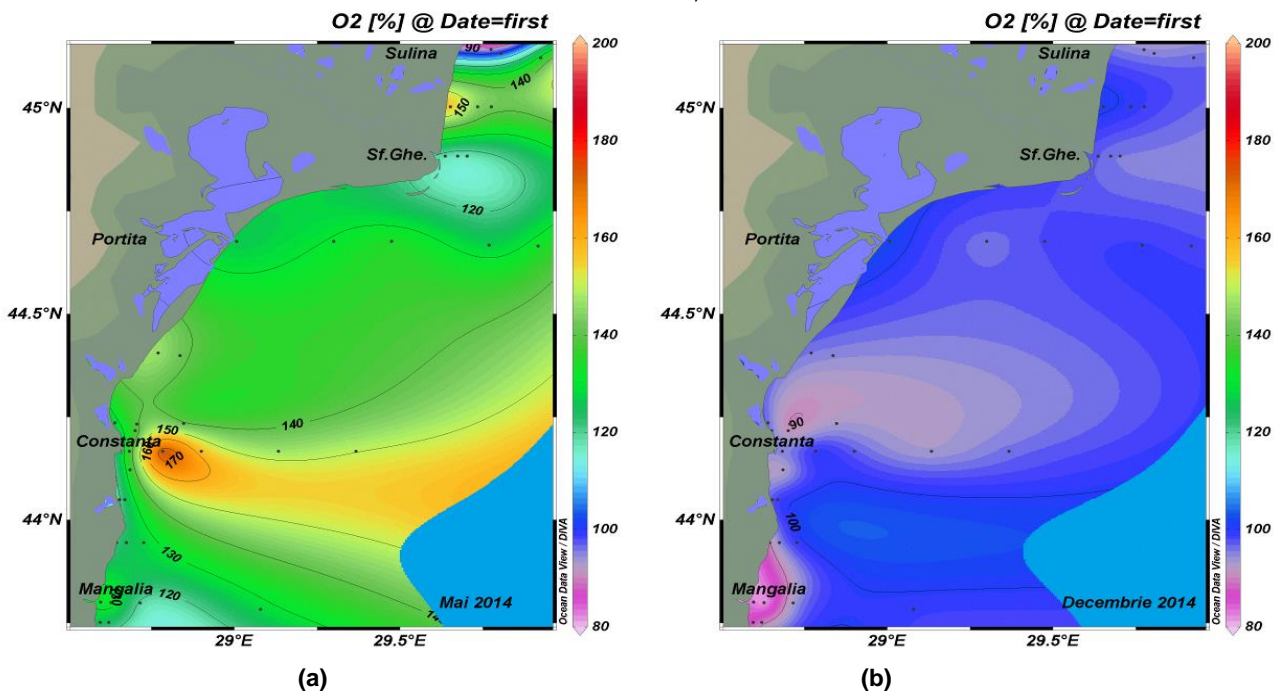 O2 [%] @ Date=first
Sulina
90
140
150
45°N
Sf.Ghe.
120
Portita
44.5°N
140
150
Constanta
160
170
44°N
130
Mangalia
120
Mai 2014
29°E
29.5°E
200
180
160
140
120
100
80
Ocean Data View / DIVA
(a)
O2 [%] @ Date=first
Sulina
45°N
Sf.Ghe.
Portita
44.5°N
90
Constanta
100
44°N
Mangalia
Decembrie 2014
29°E
29.5°E
200
180
160
140
120
100
80
Ocean Data View / DIVA
(b)